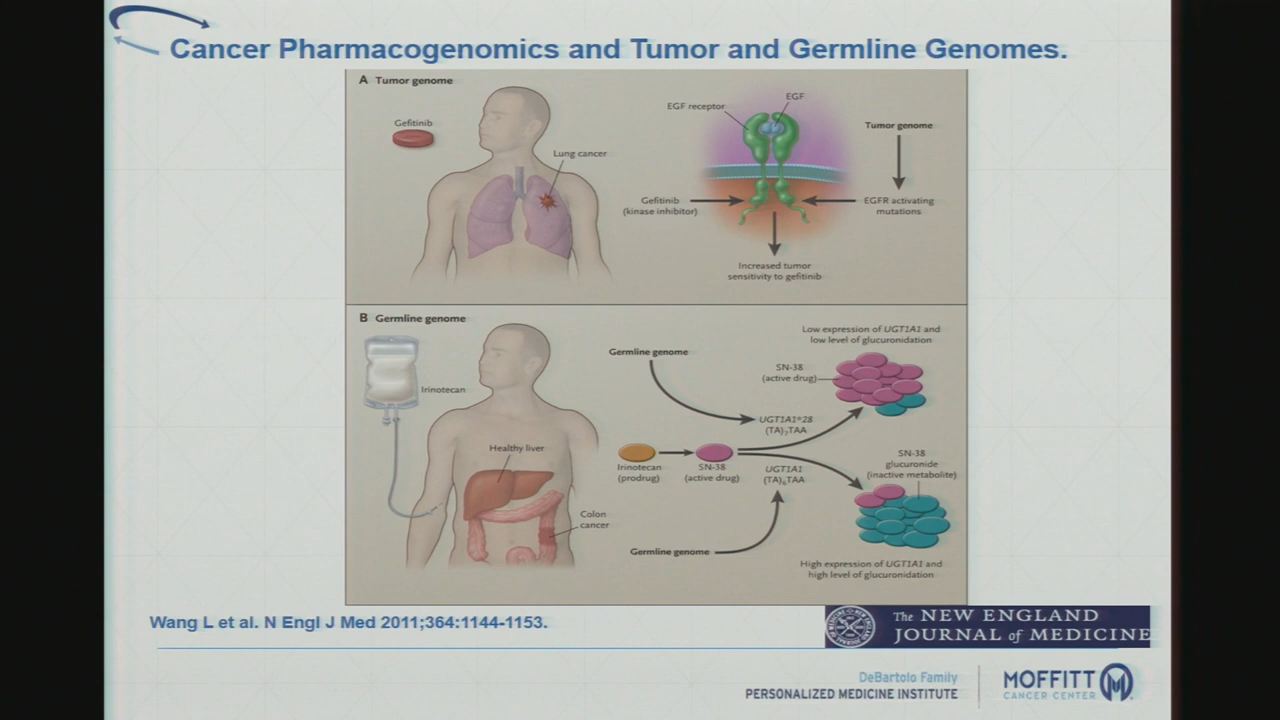 Cancer Pharmacogenomics and Tumor and Germline Genomes.
A Tumor genome
Gefitinib
Lung cancer
EGF receptor
EGF
Tumor genome
Gefitinib
(kinase inhibitor)
EGFR activating
mutations
Increased tumor
sensitivity to gefitinib
B Germline genome
Irinotecan
Healthy liver
Colon
cancer
Germline genome
Low expression of UGT1A1 and
low level of glucuronidation
SN-38
(active drug)
UGT1A1*28
(TA)₇TAA
Irinotecan
(prodrug)
SN-38
(active drug)
UGT1A1
(TA)₆TAA
SN-38
glucuronide
(inactive metabolite)
Germline genome
High expression of UGT1A1 and
high level of glucuronidation
Wang L et al. N Engl J Med 2011;364:1144-1153.
The NEW ENGLAND
JOURNAL of MEDICINE
DeBartolo Family
PERSONALIZED MEDICINE INSTITUTE
MOFFITT
CANCER CENTER